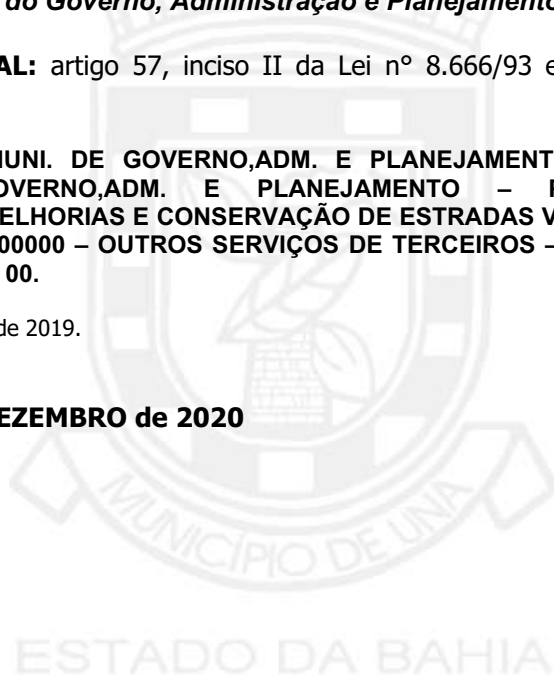 do Governo, Administração e Planejamento
AL: artigo 57, inciso II da Lei n° 8.666/93 e
UNI. DE GOVERNO,ADM. E PLANEJAMENT
OVERNO,ADM. E PLANEJAMENTO –
ELHORIAS E CONSERVAÇÃO DE ESTRADAS V
00000 – OUTROS SERVIÇOS DE TERCEIROS –
00.
de 2019.
EZEMBRO de 2020
MUNICÍPIO DE UNA
ESTADO DA BAHIA